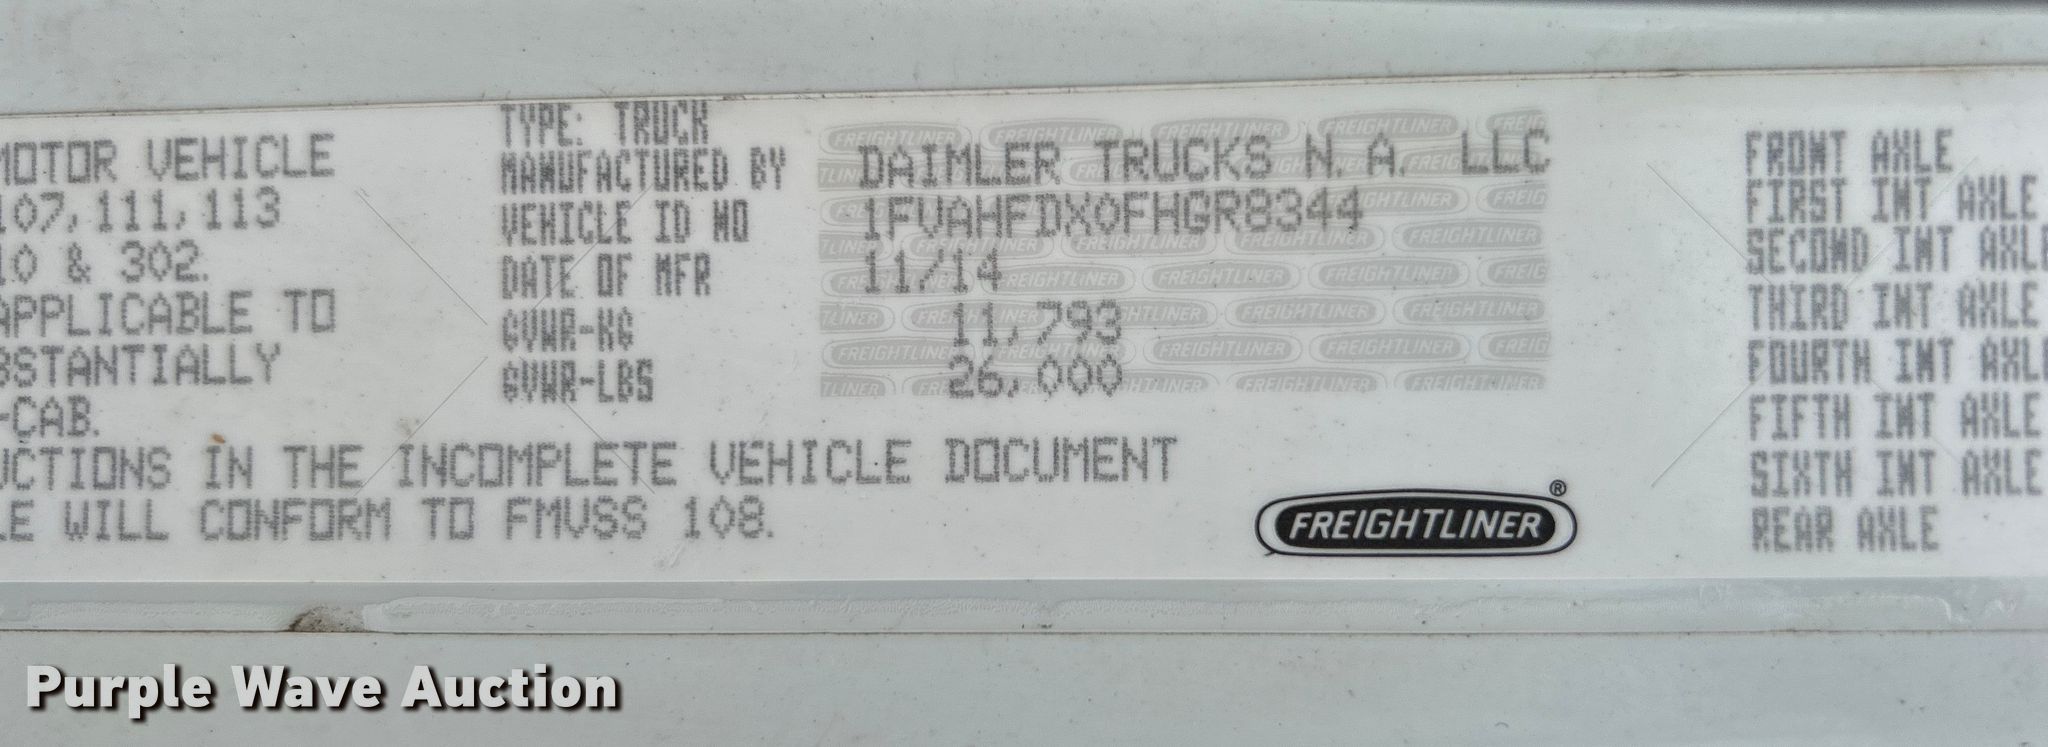 MOTOR VEHICLE
107, 111, 113
10 & 302.
APPLICABLE TO
BSTANTIALLY
-CAB.
UCTIONS IN THE INCOMPLETE VEHICLE DOCUMENT
LE WILL CONFORM TO FMVSS 108.
TYPE: TRUCK
MANUFACTURED BY DAIMLER TRUCKS N.A. LLC
VEHICLE ID NO 1FVAHFDX0FHGR8344
DATE OF MFR 11/14
GVWR-KG 11,793
GVWR-LBS 26,000
FREIGHTLINER®
FRONT AXLE
FIRST INT AXLE
SECOND INT AXLE
THIRD INT AXLE
FOURTH INT AXLE
FIFTH INT AXLE
SIXTH INT AXLE
REAR AXLE
Purple Wave Auction